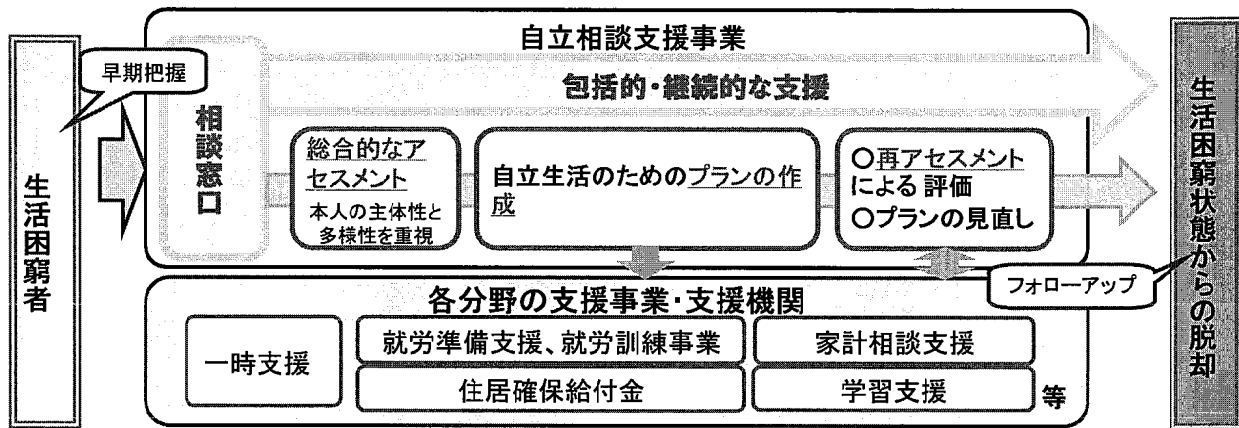 生活困窮者
早期把握
自立相談支援事業
包括的・継続的な支援
相談窓口
総合的なア
セスメント
本人の主体性と
多様性を重視
自立生活のためのプランの作
成
○再アセスメント
による 評価
○プランの見直し
各分野の支援事業・支援機関
一時支援
就労準備支援、就労訓練事業
家計相談支援
住居確保給付金
学習支援
等
フォローアップ
生活困窮状態からの脱却